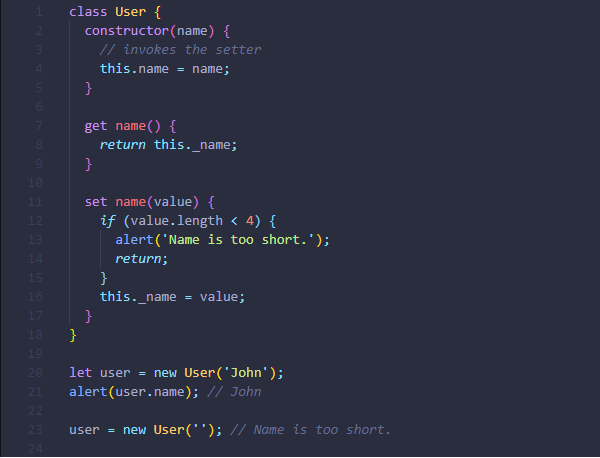 1 class User {
2   constructor(name) {
3     // invokes the setter
4     this.name = name;
5   }
6
7   get name() {
8     return this._name;
9   }
10
11   set name(value) {
12     if (value.length < 4) {
13       alert('Name is too short.');
14       return;
15     }
16     this._name = value;
17   }
18 }
19
20 let user = new User('John');
21 alert(user.name); // John
22
23 user = new User(''); // Name is too short.
24